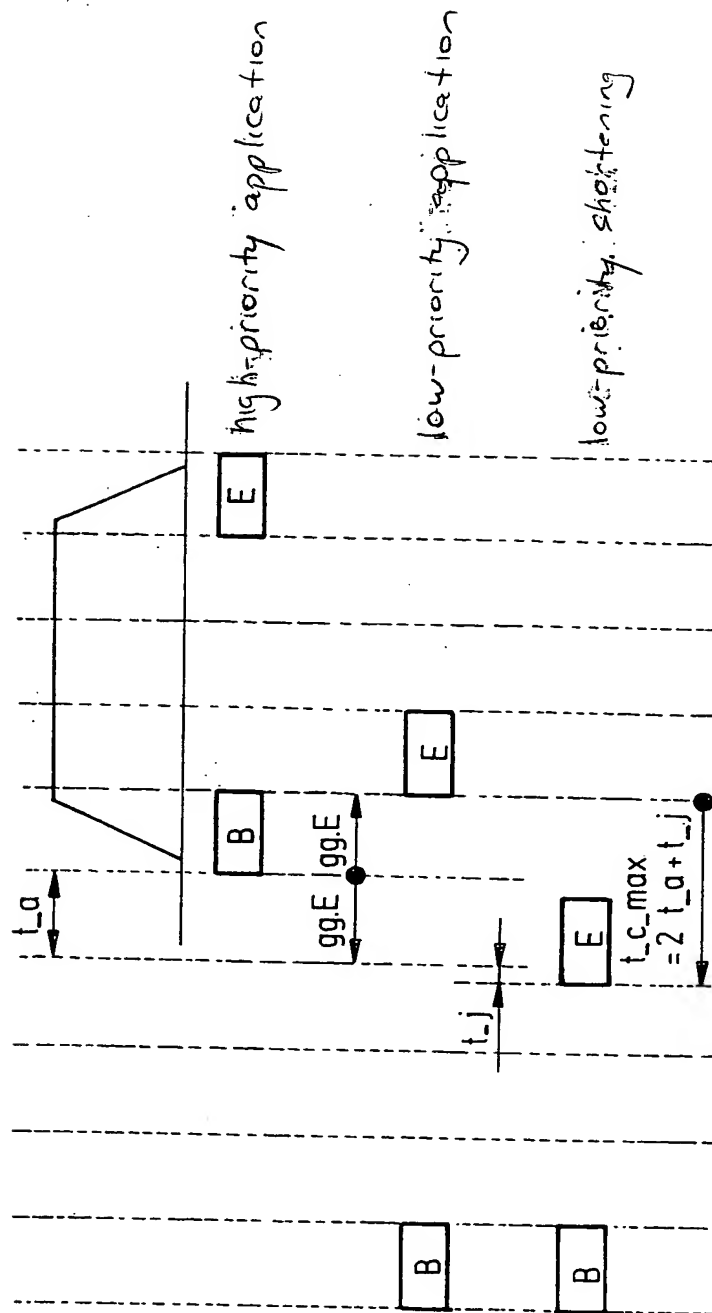 t_a
B
E
high-priority application
gg.E
gg.E
B
E
low-priority application
t_j
B
E
low-priority shortening
t_c_max
=2 t_a+t_j